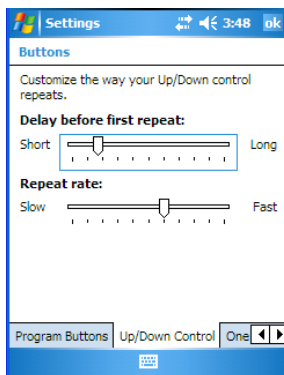 Settings 3:48 ok
Buttons
Customize the way your Up/Down control
repeats.
Delay before first repeat:
Short Long
Repeat rate:
Slow Fast
Program Buttons Up/Down Control One